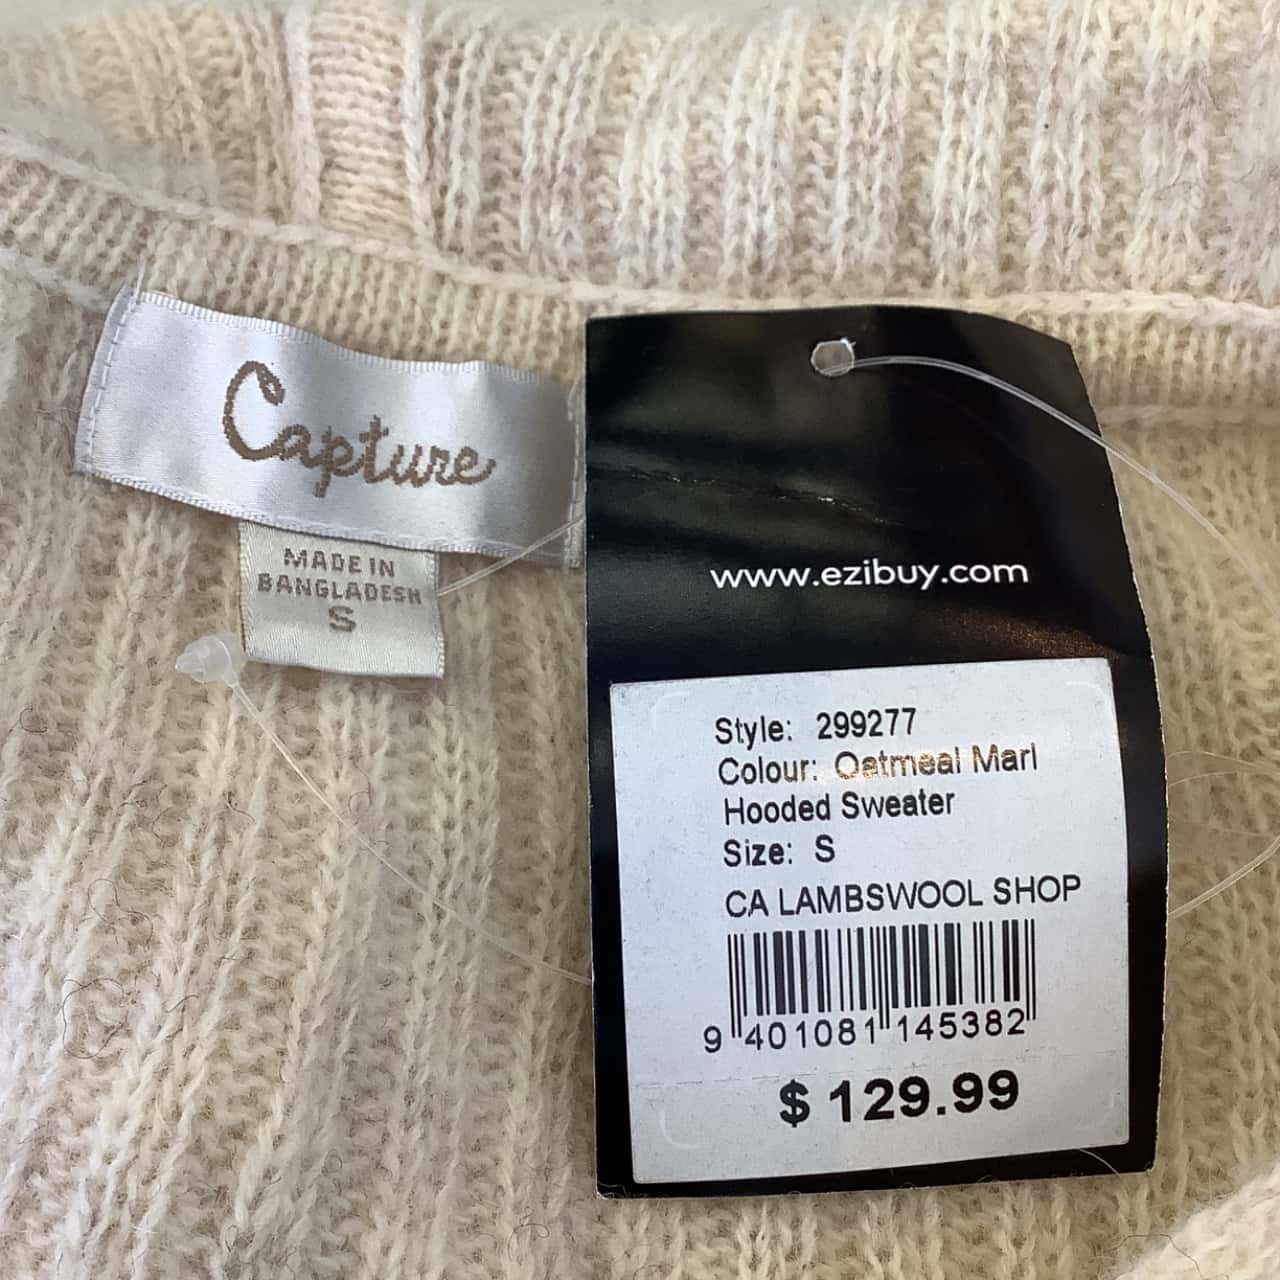 Capture
MADE IN
BANGLADESH
S
www.ezibuy.com
Style: 299277
Colour: Oatmeal Marl
Hooded Sweater
Size: S
CA LAMBSWOOL SHOP
9 401081 145382
$ 129.99